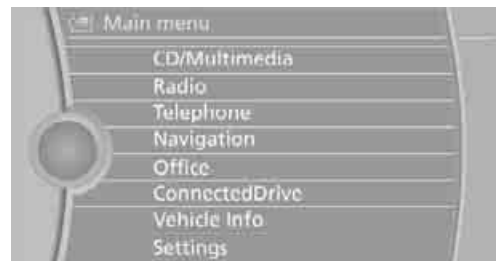 Main menu
CD/Multimedia
Radio
Telephone
Navigation
Office
ConnectedDrive
Vehicle Info
Settings